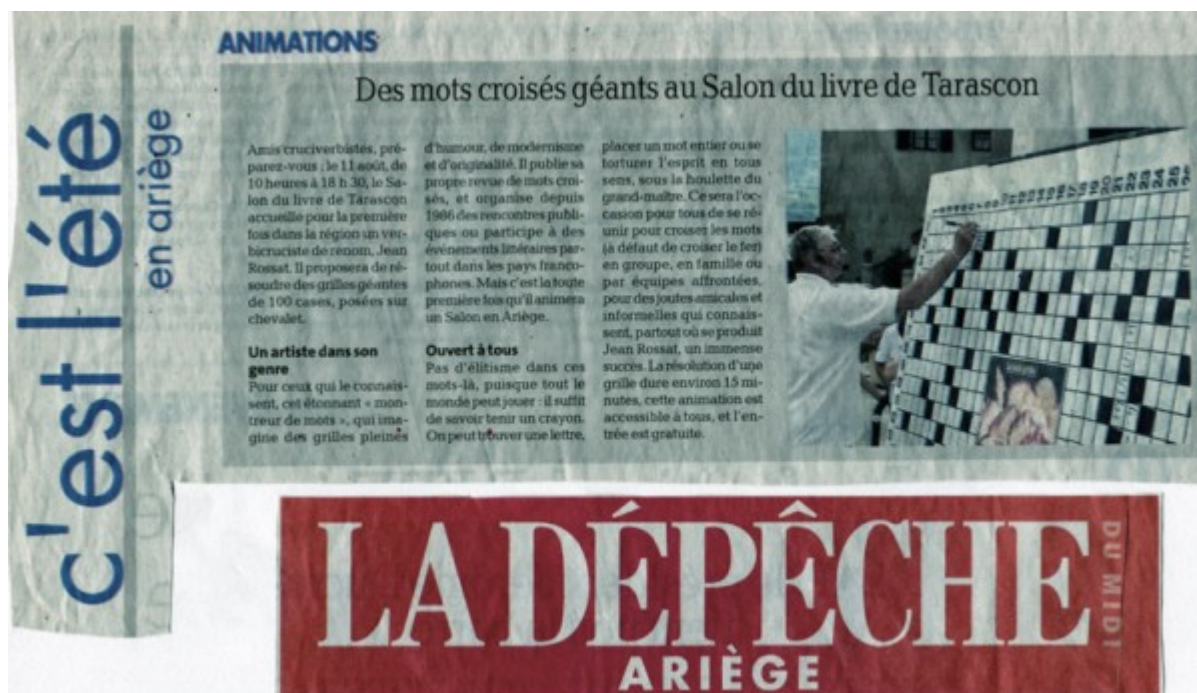 c'est l'été
en ariège
ANIMATIONS
Des mots croisés géants au Salon du livre de Tarascon
Amis cruciverbistes, pré-
parez-vous : le 11 août, de
10 heures à 18 h 30, le Sa-
lon du livre de Tarascon
accueille pour la première
fois dans la région un ver-
bicruciste de renom, Jean
Rossat. Il proposera de ré-
soudre des grilles géantes
de 100 cases, posées sur
chevalet.
Un artiste dans son
genre
Pour ceux qui le connais-
sent, cet étonnant « mon-
treur de mots », qui ima-
gine des grilles pleines
d'humour, de modernisme
et d'originalité. Il publie sa
propre revue de mots croi-
sés, et organise depuis
1986 des rencontres publi-
ques ou participe à des
événements littéraires par-
tout dans les pays franco-
phones. Mais c'est la toute
première fois qu'il animera
un Salon en Ariège.
Ouvert à tous
Pas d'élitisme dans ces
mots-là, puisque tout le
monde peut jouer : il suffit
de savoir tenir un crayon.
On peut trouver une lettre,
placer un mot entier ou se
torturer l'esprit en tous
sens, sous la houlette du
grand-maître. Ce sera l'oc-
casion pour tous de se ré-
unir pour croiser les mots
(à défaut de croiser le fer)
en groupe, en famille ou
par équipes affrontées,
pour des joutes amicales et
informelles qui connais-
sent, partout où se produit
Jean Rossat, un immense
succès. La résolution d'une
grille dure environ 15 mi-
nutes, cette animation est
accessible à tous, et l'en-
trée est gratuite.
LA DÉPÊCHE
DU MIDI
ARIÈGE